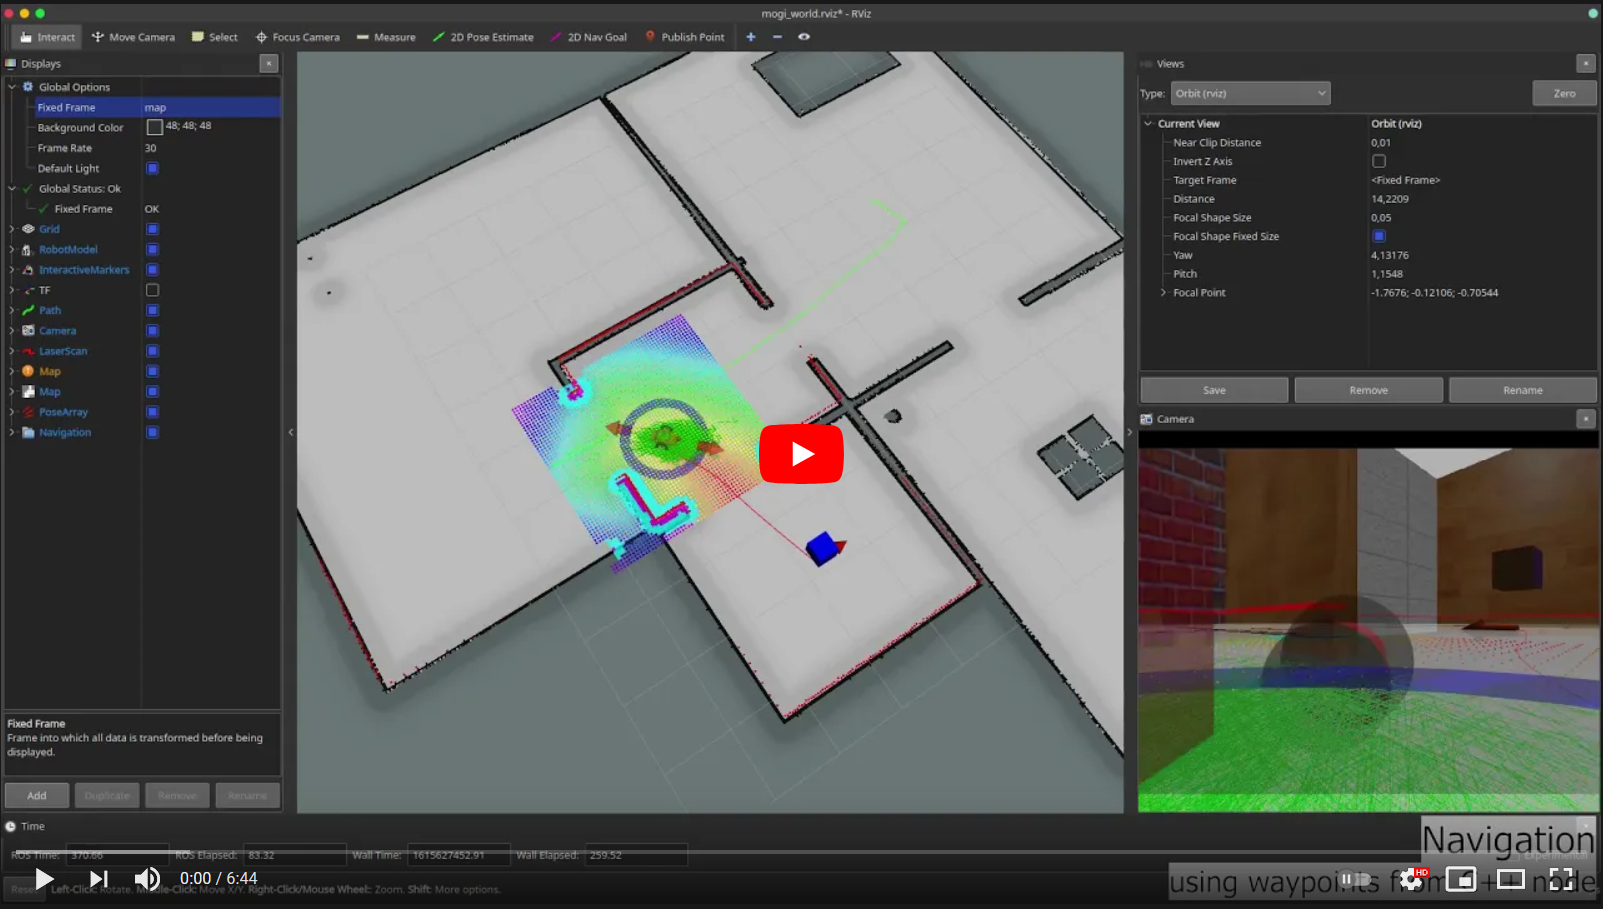 mogi_world.rviz* - RViz
Interact Move Camera Select Focus Camera Measure 2D Pose Estimate 2D Nav Goal Publish Point
Displays
Global Options
Fixed Frame map
Background Color 48; 48; 48
Frame Rate 30
Default Light
Global Status: Ok
Fixed Frame OK
Grid
RobotModel
InteractiveMarkers
TF
Path
Camera
LaserScan
Map
Map
PoseArray
Navigation
Fixed Frame
Frame into which all data is transformed before being
displayed.
Add Duplicate Remove Rename
Views
Type: Orbit (rviz) Zero
Current View Orbit (rviz)
Near Clip Distance 0,01
Invert Z Axis
Target Frame <Fixed Frame>
Distance 14,2209
Focal Shape Size 0,05
Focal Shape Fixed Size
Yaw 4,13176
Pitch 1,1548
Focal Point -1.7676; -0.12106; -0.70544
Save Remove Rename
Camera
Time
ROS Time: 370.66 ROS Elapsed: 83.32 Wall Time: 1615627452.91 Wall Elapsed: 259.52 Experimental
Reset Left-Click: Rotate. Middle-Click: Move X/Y. Right-Click/Mouse Wheel: Zoom. Shift: More options.
0:00 / 6:44
HD
Navigation
using waypoints from C++ node